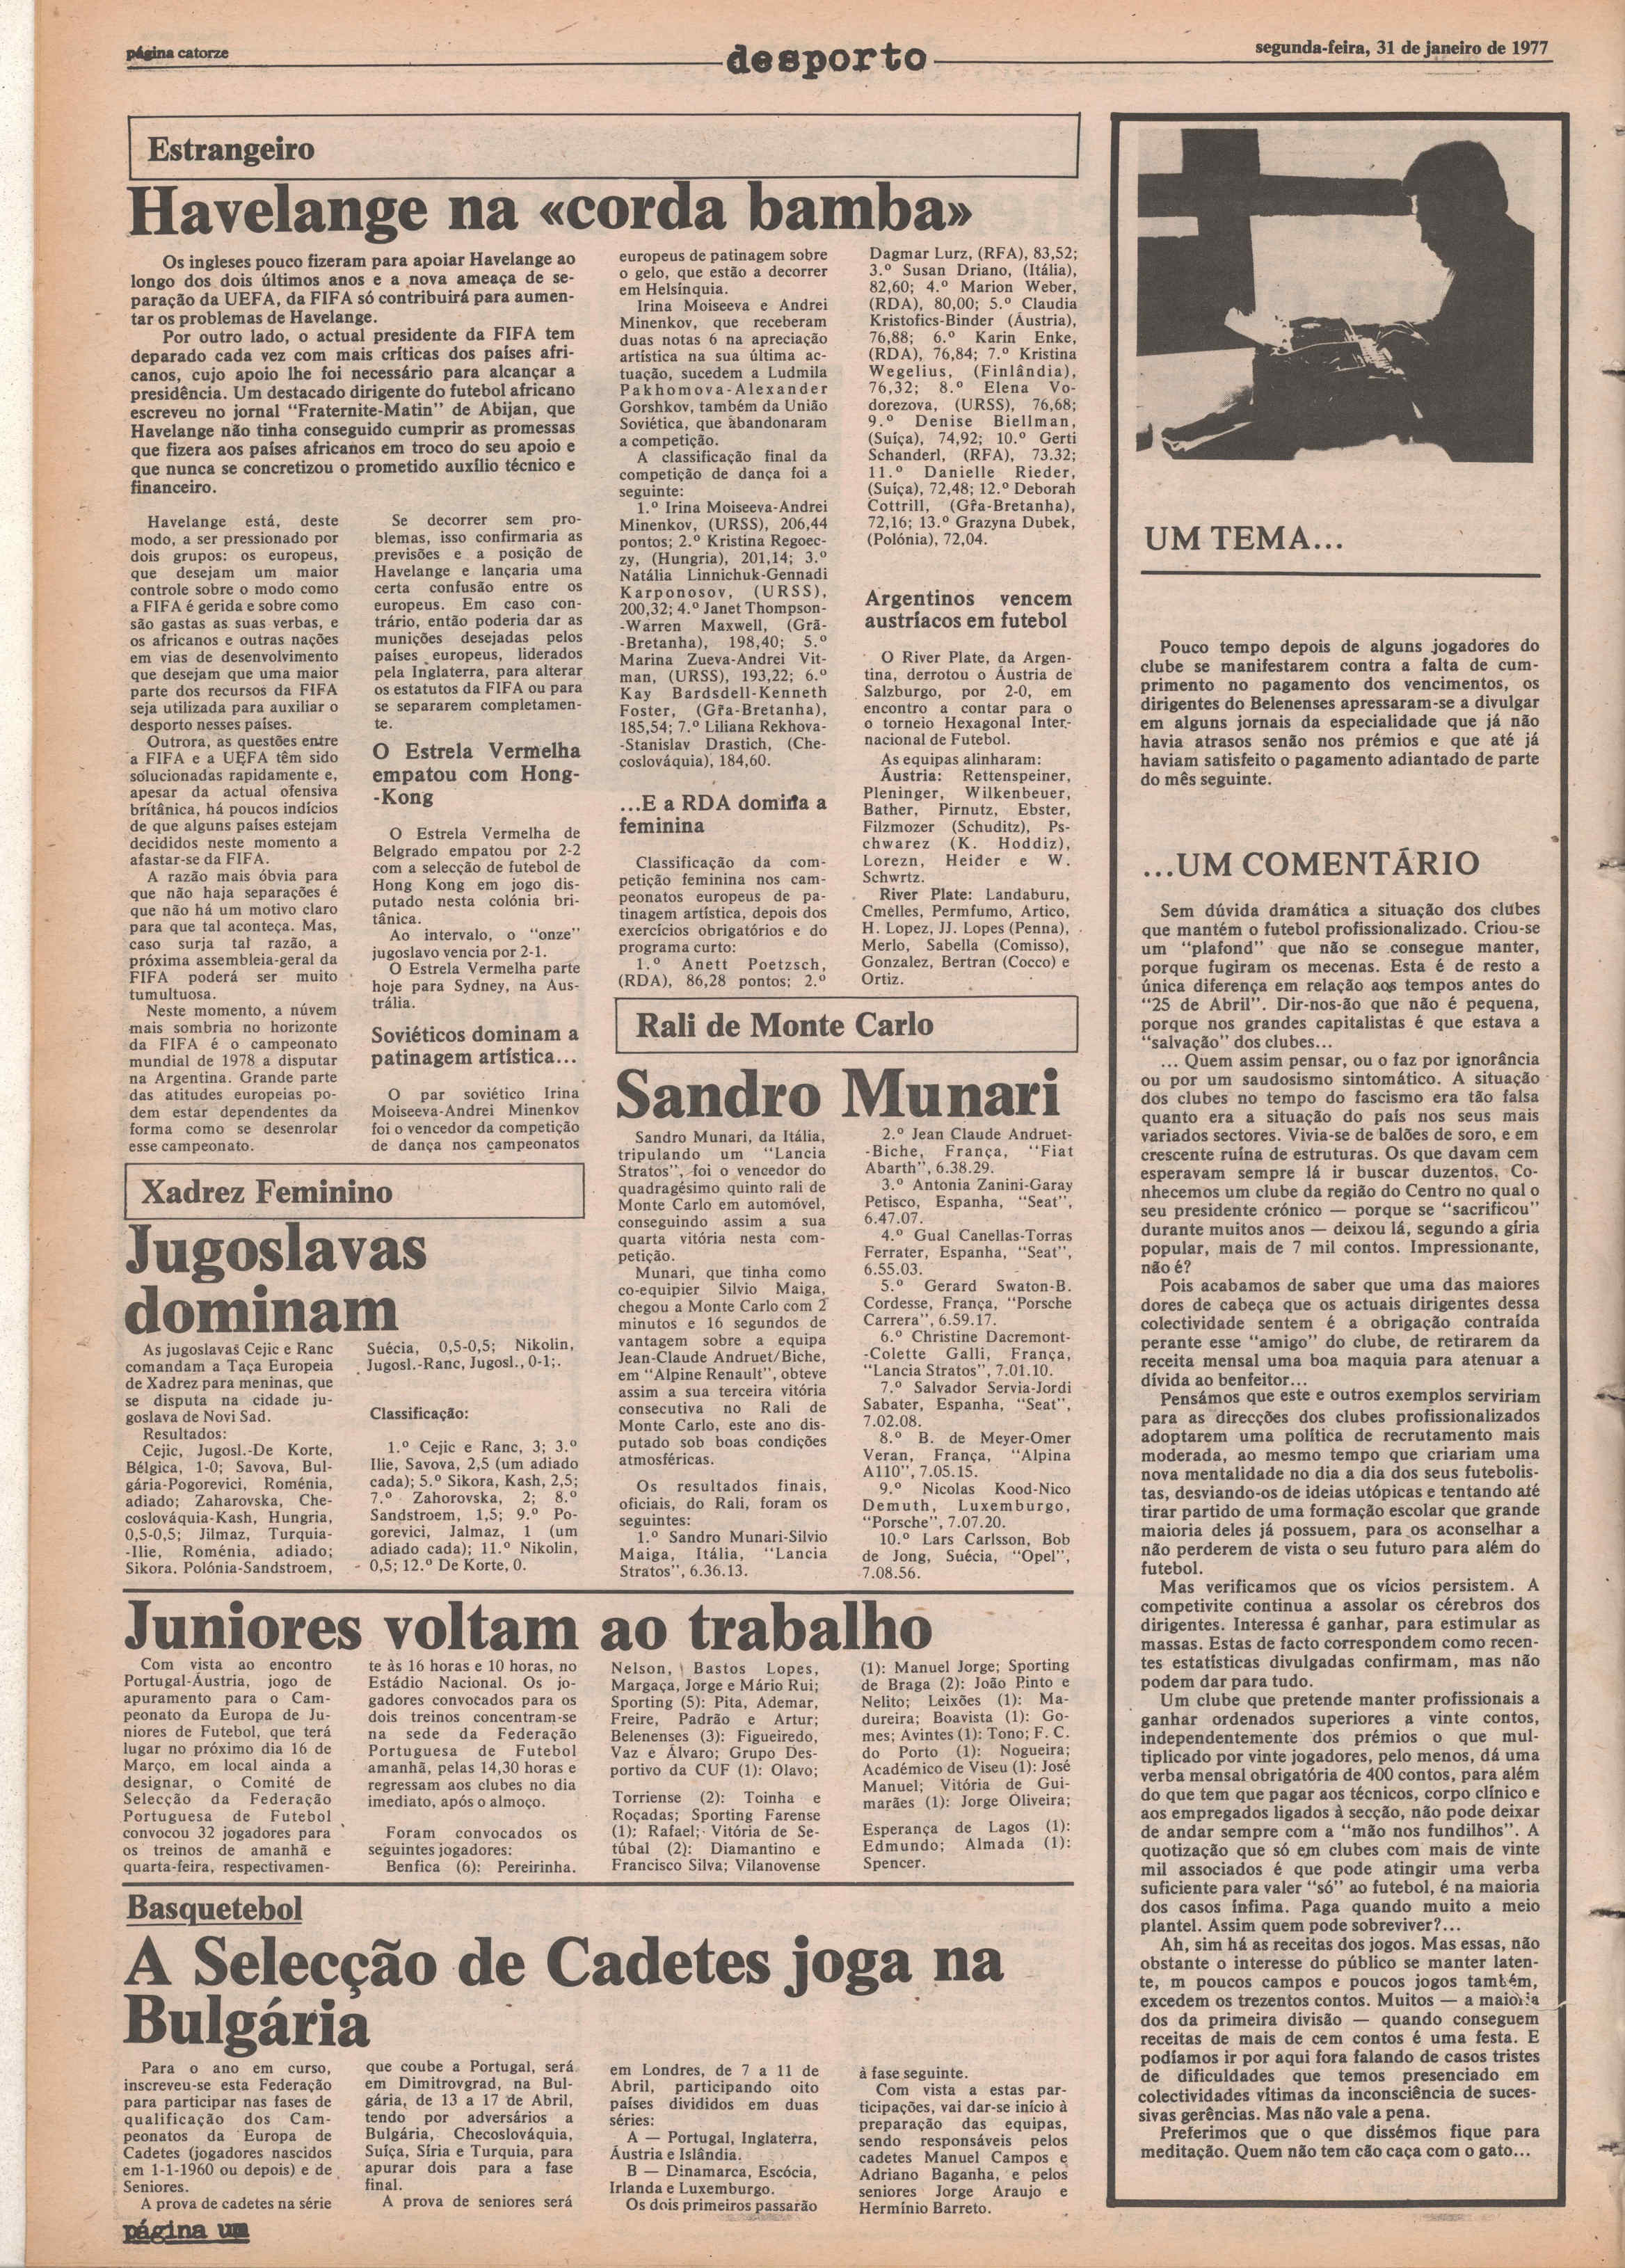 página catorze
desporto
segunda-feira, 31 de janeiro de 1977
Estrangeiro
Havelange na «corda bamba»
Os ingleses pouco fizeram para apoiar Havelange ao
longo dos dois últimos anos e a nova ameaça de se-
paração da UEFA, da FIFA só contribuirá para aumen-
tar os problemas de Havelange.
Por outro lado, o actual presidente da FIFA tem
deparado cada vez com mais críticas dos países afri-
canos, cujo apoio lhe foi necessário para alcançar a
presidência. Um destacado dirigente do futebol africano
escreveu no jornal "Fraternite-Matin" de Abijan, que
Havelange não tinha conseguido cumprir as promessas
que fizera aos países africanos em troco do seu apoio e
que nunca se concretizou o prometido auxílio técnico e
financeiro.
Havelange está, deste
modo, a ser pressionado por
dois grupos: os europeus,
que desejam um maior
controle sobre o modo como
a FIFA é gerida e sobre como
são gastas as suas verbas, e
os africanos e outras nações
em vias de desenvolvimento
que desejam que uma maior
parte dos recursos da FIFA
seja utilizada para auxiliar o
desporto nesses países.
Outrora, as questões entre
a FIFA e a UEFA têm sido
solucionadas rapidamente e,
apesar da actual ofensiva
britânica, há poucos indícios
de que alguns países estejam
decididos neste momento a
afastar-se da FIFA.
A razão mais óbvia para
que não haja separações é
que não há um motivo claro
para que tal aconteça. Mas,
caso surja tal razão, a
próxima assembleia-geral da
FIFA poderá ser muito
tumultuosa.
Neste momento, a núvem
mais sombria no horizonte
da FIFA é o campeonato
mundial de 1978 a disputar
na Argentina. Grande parte
das atitudes europeias po-
dem estar dependentes da
forma como se desenrolar
esse campeonato.
Se decorrer sem pro-
blemas, isso confirmaria as
previsões e a posição de
Havelange e lançaria uma
certa confusão entre os
europeus. Em caso con-
trário, então poderia dar as
munições desejadas pelos
países europeus, liderados
pela Inglaterra, para alterar
os estatutos da FIFA ou para
se separarem completamen-
te.
O Estrela Vermelha
empatou com Hong-
-Kong
O Estrela Vermelha de
Belgrado empatou por 2-2
com a selecção de futebol de
Hong Kong em jogo dis-
putado nesta colónia bri-
tânica.
Ao intervalo, o "onze"
jugoslavo vencia por 2-1.
O Estrela Vermelha parte
hoje para Sydney, na Aus-
trália.
Soviéticos dominam a
patinagem artística...
O par soviético Irina
Moiseeva-Andrei Minenkov
foi o vencedor da competição
de dança nos campeonatos
europeus de patinagem sobre
o gelo, que estão a decorrer
em Helsínquia.
Irina Moiseeva e Andrei
Minenkov, que receberam
duas notas 6 na apreciação
artística na sua última ac-
tuação, sucedem a Ludmila
Pakhomova-Alexander
Gorshkov, também da União
Soviética, que abandonaram
a competição.
A classificação final da
competição de dança foi a
seguinte:
1.º Irina Moiseeva-Andrei
Minenkov, (URSS), 206,44
pontos; 2.º Kristina Regoec-
zy, (Hungria), 201,14; 3.º
Natália Linnichuk-Gennadi
Karponosov, (URSS),
200,32; 4.º Janet Thompson-
-Warren Maxwell, (Grã-
-Bretanha), 198,40; 5.º
Marina Zueva-Andrei Vit-
man, (URSS), 193,22; 6.º
Kay Bardsdell-Kenneth
Foster, (Gra-Bretanha),
185,54; 7.º Liliana Rekhova-
-Stanislav Drastich, (Che-
coslováquia), 184,60.
...E a RDA domina a
feminina
Classificação da com-
petição feminina nos cam-
peonatos europeus de pa-
tinagem artística, depois dos
exercícios obrigatórios e do
programa curto:
1.º Anett Poetzsch,
(RDA), 86,28 pontos; 2.º
Dagmar Lurz, (RFA), 83,52;
3.º Susan Driano, (Itália),
82,60; 4.º Marion Weber,
(RDA), 80,00; 5.º Claudia
Kristofics-Binder (Áustria),
76,88; 6.º Karin Enke,
(RDA), 76,84; 7.º Kristina
Wegelius, (Finlândia),
76,32; 8.º Elena Vo-
dorezova, (URSS), 76,68;
9.º Denise Biellman,
(Suíça), 74,92; 10.º Gerti
Schanderl, (RFA), 73.32;
11.º Danielle Rieder,
(Suíça), 72,48; 12.º Deborah
Cottrill, (Gra-Bretanha),
72,16; 13.º Grazyna Dubek,
(Polónia), 72,04.
Argentinos vencem
austríacos em futebol
O River Plate, da Argen-
tina, derrotou o Áustria de
Salzburgo, por 2-0, em
encontro a contar para o
o torneio Hexagonal Inter-
nacional de Futebol.
As equipas alinharam:
Áustria: Rettenspeiner,
Pleninger, Wilkenbeuer,
Bather, Pirnutz, Ebster,
Filzmozer (Schuditz), Ps-
chwarez (K. Hoddiz),
Lorezn, Heider e W.
Schwrtz.
River Plate: Landaburu,
Cmelles, Permfumo, Artico,
H. Lopez, JJ. Lopes (Penna),
Merlo, Sabella (Comisso),
Gonzalez, Bertran (Cocco) e
Ortiz.
Rali de Monte Carlo
Sandro Munari
Sandro Munari, da Itália,
tripulando um "Lancia
Stratos", foi o vencedor do
quadragésimo quinto rali de
Monte Carlo em automóvel,
conseguindo assim a sua
quarta vitória nesta com-
petição.
Munari, que tinha como
co-equipier Silvio Maiga,
chegou a Monte Carlo com 2
minutos e 16 segundos de
vantagem sobre a equipa
Jean-Claude Andruet/Biche,
em "Alpine Renault", obteve
assim a sua terceira vitória
consecutiva no Rali de
Monte Carlo, este ano dis-
putado sob boas condições
atmosféricas.
Os resultados finais,
oficiais, do Rali, foram os
seguintes:
1.º Sandro Munari-Silvio
Maiga, Itália, "Lancia
Stratos", 6.36.13.
2.º Jean Claude Andruet-
-Biche, França, "Fiat
Abarth", 6.38.29.
3.º Antonia Zanini-Garay
Petisco, Espanha, "Seat",
6.47.07.
4.º Gual Canellas-Torras
Ferrater, Espanha, "Seat",
6.55.03.
5.º Gerard Swaton-B.
Cordesse, França, "Porsche
Carrera", 6.59.17.
6.º Christine Dacremont-
-Colette Galli, França,
"Lancia Stratos", 7.01.10.
7.º Salvador Servia-Jordi
Sabater, Espanha, "Seat",
7.02.08.
8.º B. de Meyer-Omer
Veran, França, "Alpina
A110", 7.05.15.
9.º Nicolas Kood-Nico
Demuth, Luxemburgo,
"Porsche", 7.07.20.
10.º Lars Carlsson, Bob
de Jong, Suécia, "Opel",
7.08.56.
Xadrez Feminino
Jugoslavas
dominam
As jugoslavas Cejic e Ranc
comandam a Taça Europeia
de Xadrez para meninas, que
se disputa na cidade ju-
goslava de Novi Sad.
Resultados:
Cejic, Jugosl.-De Korte,
Bélgica, 1-0; Savova, Bul-
gária-Pogorevici, Roménia,
adiado; Zaharovska, Che-
coslováquia-Kash, Hungria,
0,5-0,5; Jilmaz, Turquia-
-Ilie, Roménia, adiado;
Sikora. Polónia-Sandstroem,
Suécia, 0,5-0,5; Nikolin,
Jugosl.-Ranc, Jugosl., 0-1;.
Classificação:
1.º Cejic e Ranc, 3; 3.º
Ilie, Savova, 2,5 (um adiado
cada); 5.º Sikora, Kash, 2,5;
7.º Zahorovska, 2; 8.º
Sandstroem, 1,5; 9.º Po-
gorevici, Jalmaz, 1 (um
adiado cada); 11.º Nikolin,
0,5; 12.º De Korte, 0.
Juniores voltam ao trabalho
Com vista ao encontro
Portugal-Áustria, jogo de
apuramento para o Cam-
peonato da Europa de Ju-
niores de Futebol, que terá
lugar no próximo dia 16 de
Março, em local ainda a
designar, o Comité de
Selecção da Federação
Portuguesa de Futebol
convocou 32 jogadores para
os treinos de amanhã e
quarta-feira, respectivamen-
te às 16 horas e 10 horas, no
Estádio Nacional. Os jo-
gadores convocados para os
dois treinos concentram-se
na sede da Federação
Portuguesa de Futebol
amanhã, pelas 14,30 horas e
regressam aos clubes no dia
imediato, após o almoço.
Foram convocados os
seguintes jogadores:
Benfica (6): Pereirinha.
Nelson, Bastos Lopes,
Margaça, Jorge e Mário Rui;
Sporting (5): Pita, Ademar,
Freire, Padrão e Artur;
Belenenses (3): Figueiredo,
Vaz e Álvaro; Grupo Des-
portivo da CUF (1): Olavo;
Torriense (2): Toinha e
Roçadas; Sporting Farense
(1): Rafael; Vitória de Se-
túbal (2): Diamantino e
Francisco Silva; Vilanovense
(1): Manuel Jorge; Sporting
de Braga (2): João Pinto e
Nelito; Leixões (1): Ma-
dureira; Boavista (1): Go-
mes; Avintes (1): Tono; F. C.
do Porto (1): Nogueira;
Académico de Viseu (1): José
Manuel; Vitória de Gui-
marães (1): Jorge Oliveira;
Esperança de Lagos (1):
Edmundo; Almada (1):
Spencer.
Basquetebol
A Selecção de Cadetes joga na
Bulgária
Para o ano em curso,
inscreveu-se esta Federação
para participar nas fases de
qualificação dos Cam-
peonatos da Europa de
Cadetes (jogadores nascidos
em 1-1-1960 ou depois) e de
Seniores.
A prova de cadetes na série
que coube a Portugal, será
em Dimitrovgrad, na Bul-
gária, de 13 a 17 de Abril,
tendo por adversários a
Bulgária, Checoslováquia,
Suíça, Síria e Turquia, para
apurar dois para a fase
final.
A prova de seniores será
em Londres, de 7 a 11 de
Abril, participando oito
países divididos em duas
séries:
A — Portugal, Inglaterra,
Áustria e Islândia.
B — Dinamarca, Escócia,
Irlanda e Luxemburgo.
Os dois primeiros passarão
à fase seguinte.
Com vista a estas par-
ticipações, vai dar-se início à
preparação das equipas,
sendo responsáveis pelos
cadetes Manuel Campos e
Adriano Baganha, e pelos
seniores Jorge Araujo e
Hermínio Barreto.
página um
UM TEMA...
Pouco tempo depois de alguns jogadores do
clube se manifestarem contra a falta de cum-
primento no pagamento dos vencimentos, os
dirigentes do Belenenses apressaram-se a divulgar
em alguns jornais da especialidade que já não
havia atrasos senão nos prémios e que até já
haviam satisfeito o pagamento adiantado de parte
do mês seguinte.
...UM COMENTÁRIO
Sem dúvida dramática a situação dos clubes
que mantém o futebol profissionalizado. Criou-se
um "plafond" que não se consegue manter,
porque fugiram os mecenas. Esta é de resto a
única diferença em relação aos tempos antes do
"25 de Abril". Dir-nos-ão que não é pequena,
porque nos grandes capitalistas é que estava a
"salvação" dos clubes...
... Quem assim pensar, ou o faz por ignorância
ou por um saudosismo sintomático. A situação
dos clubes no tempo do fascismo era tão falsa
quanto era a situação do país nos seus mais
variados sectores. Vivia-se de balões de soro, e em
crescente ruína de estruturas. Os que davam cem
esperavam sempre lá ir buscar duzentos. Co-
nhecemos um clube da região do Centro no qual o
seu presidente crónico — porque se "sacrificou"
durante muitos anos — deixou lá, segundo a gíria
popular, mais de 7 mil contos. Impressionante,
não é?
Pois acabamos de saber que uma das maiores
dores de cabeça que os actuais dirigentes dessa
colectividade sentem é a obrigação contraída
perante esse "amigo" do clube, de retirarem da
receita mensal uma boa maquia para atenuar a
dívida ao benfeitor...
Pensámos que este e outros exemplos serviriam
para as direcções dos clubes profissionalizados
adoptarem uma política de recrutamento mais
moderada, ao mesmo tempo que criariam uma
nova mentalidade no dia a dia dos seus futebolis-
tas, desviando-os de ideias utópicas e tentando até
tirar partido de uma formação escolar que grande
maioria deles já possuem, para os aconselhar a
não perderem de vista o seu futuro para além do
futebol.
Mas verificamos que os vícios persistem. A
competivite continua a assolar os cérebros dos
dirigentes. Interessa é ganhar, para estimular as
massas. Estas de facto correspondem como recen-
tes estatísticas divulgadas confirmam, mas não
podem dar para tudo.
Um clube que pretende manter profissionais a
ganhar ordenados superiores a vinte contos,
independentemente dos prémios o que mul-
tiplicado por vinte jogadores, pelo menos, dá uma
verba mensal obrigatória de 400 contos, para além
do que tem que pagar aos técnicos, corpo clínico e
aos empregados ligados à secção, não pode deixar
de andar sempre com a "mão nos fundilhos". A
quotização que só em clubes com mais de vinte
mil associados é que pode atingir uma verba
suficiente para valer "só" ao futebol, é na maioria
dos casos ínfima. Paga quando muito a meio
plantel. Assim quem pode sobreviver?...
Ah, sim há as receitas dos jogos. Mas essas, não
obstante o interesse do público se manter laten-
te, m poucos campos e poucos jogos também,
excedem os trezentos contos. Muitos — a maioria
dos da primeira divisão — quando conseguem
receitas de mais de cem contos é uma festa. E
podíamos ir por aqui fora falando de casos tristes
de dificuldades que temos presenciado em
colectividades vítimas da inconsciência de suces-
sivas gerências. Mas não vale a pena.
Preferimos que o que dissémos fique para
meditação. Quem não tem cão caça com o gato...